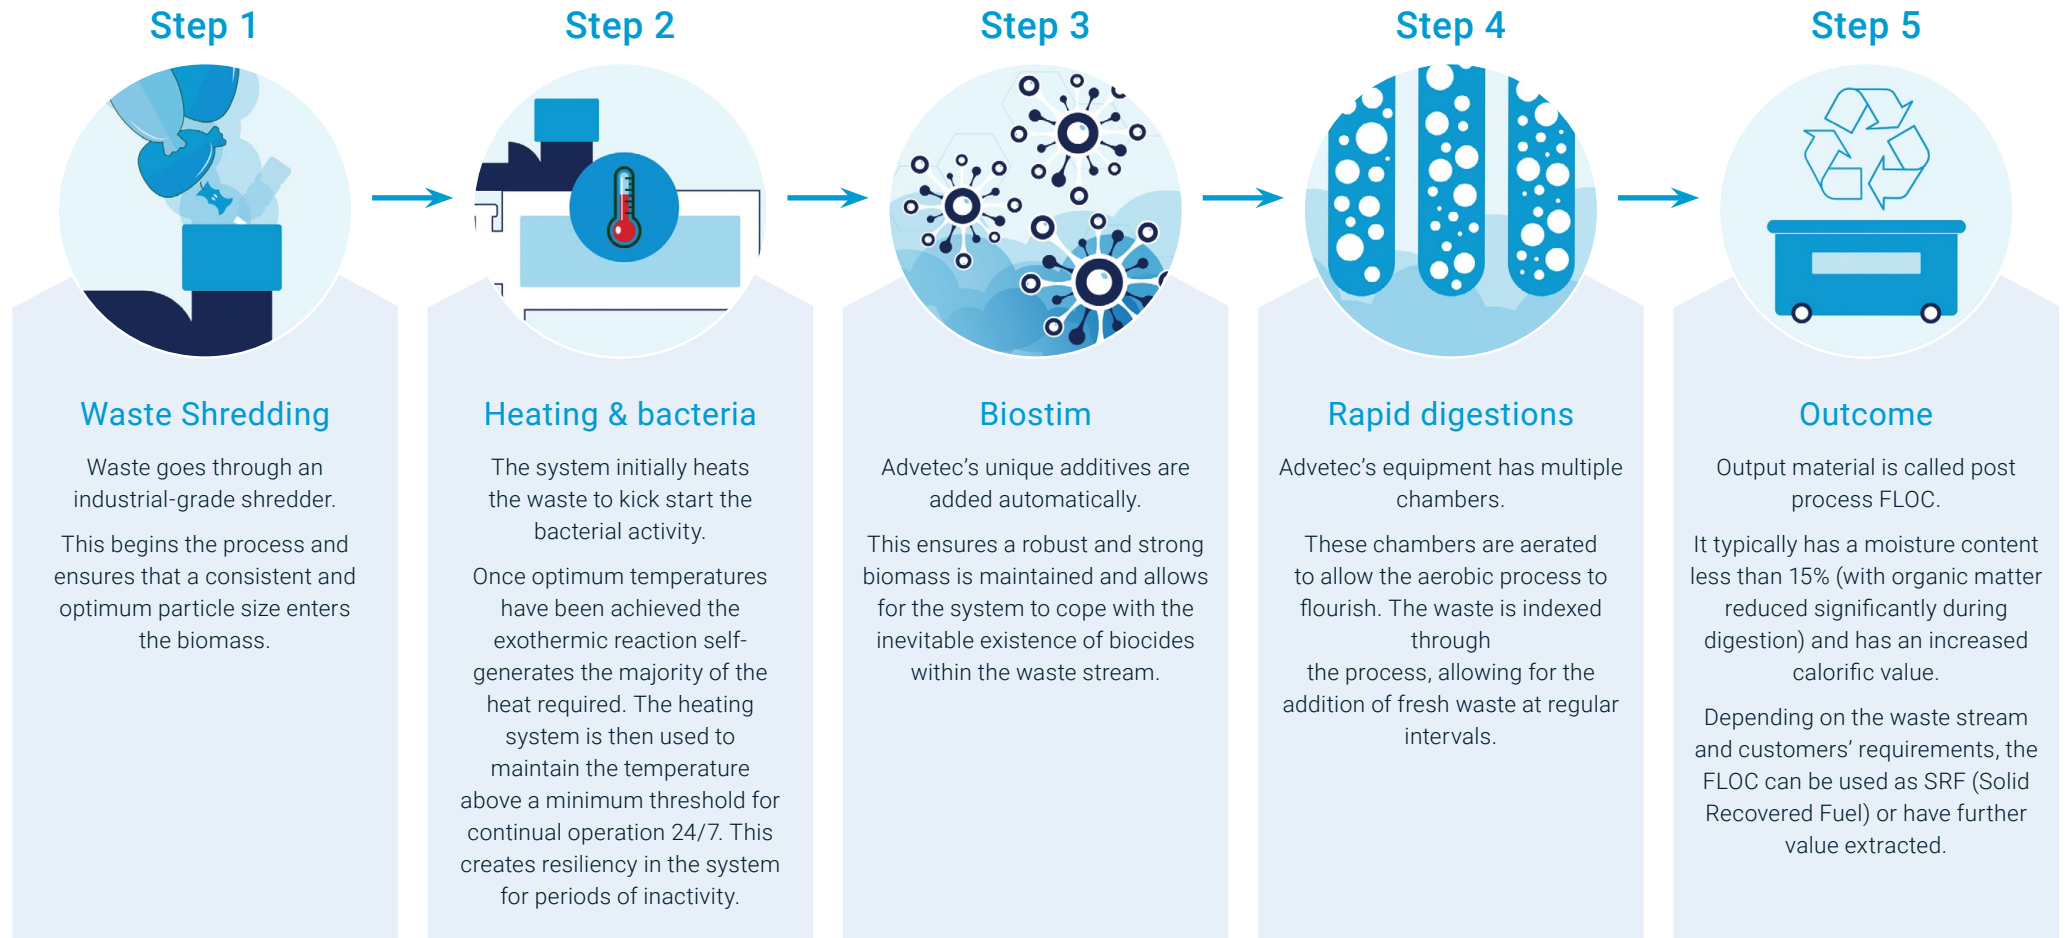 Step 1
Waste Shredding
Waste goes through an
industrial-grade shredder.
This begins the process and
ensures that a consistent and
optimum particle size enters
the biomass.
Step 2
Heating & bacteria
The system initially heats
the waste to kick start the
bacterial activity.
Once optimum temperatures
have been achieved the
exothermic reaction self-
generates the majority of the
heat required. The heating
system is then used to
maintain the temperature
above a minimum threshold for
continual operation 24/7. This
creates resiliency in the system
for periods of inactivity.
Step 3
Biostim
Advetec’s unique additives are
added automatically.
This ensures a robust and strong
biomass is maintained and allows
for the system to cope with the
inevitable existence of biocides
within the waste stream.
Step 4
Rapid digestions
Advetec’s equipment has multiple
chambers.
These chambers are aerated
to allow the aerobic process to
flourish. The waste is indexed
through
the process, allowing for the
addition of fresh waste at regular
intervals.
Step 5
Outcome
Output material is called post
process FLOC.
It typically has a moisture content
less than 15% (with organic matter
reduced significantly during
digestion) and has an increased
calorific value.
Depending on the waste stream
and customers’ requirements, the
FLOC can be used as SRF (Solid
Recovered Fuel) or have further
value extracted.